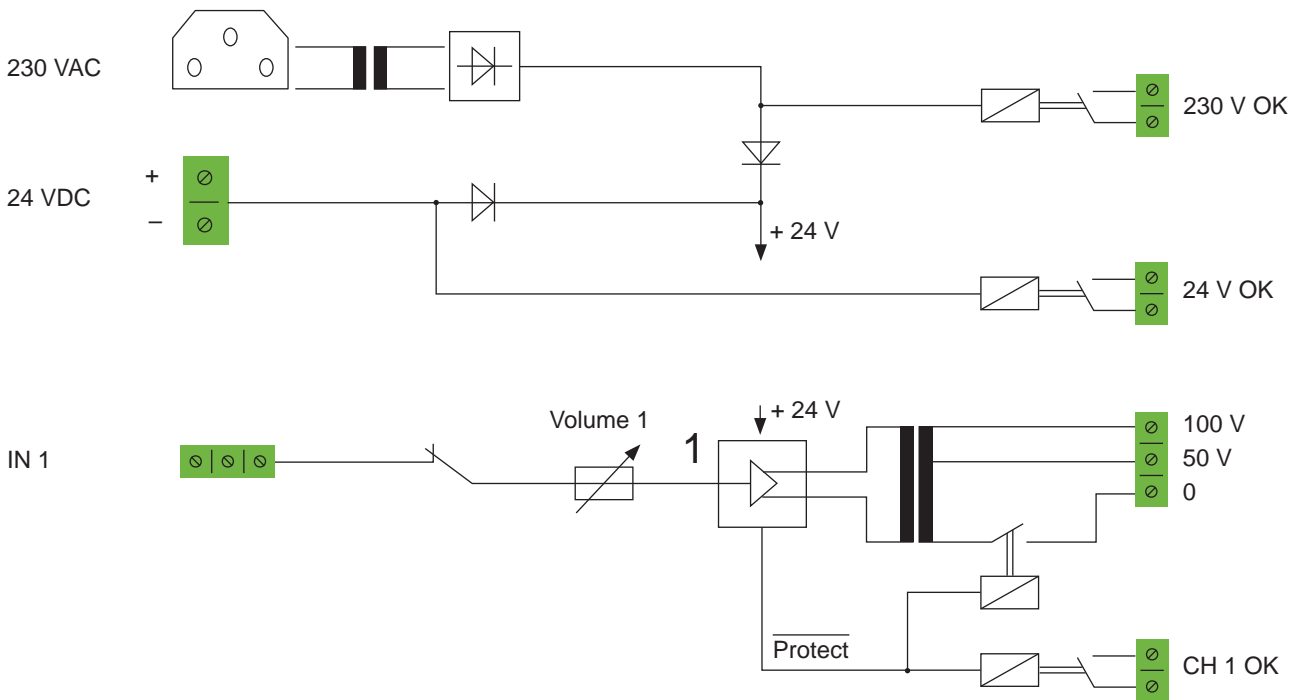 230 VAC
230 V OK
+
24 VDC
–
+ 24 V
24 V OK
Volume 1
+ 24 V
100 V
1
50 V
IN 1
0
Protect
CH 1 OK